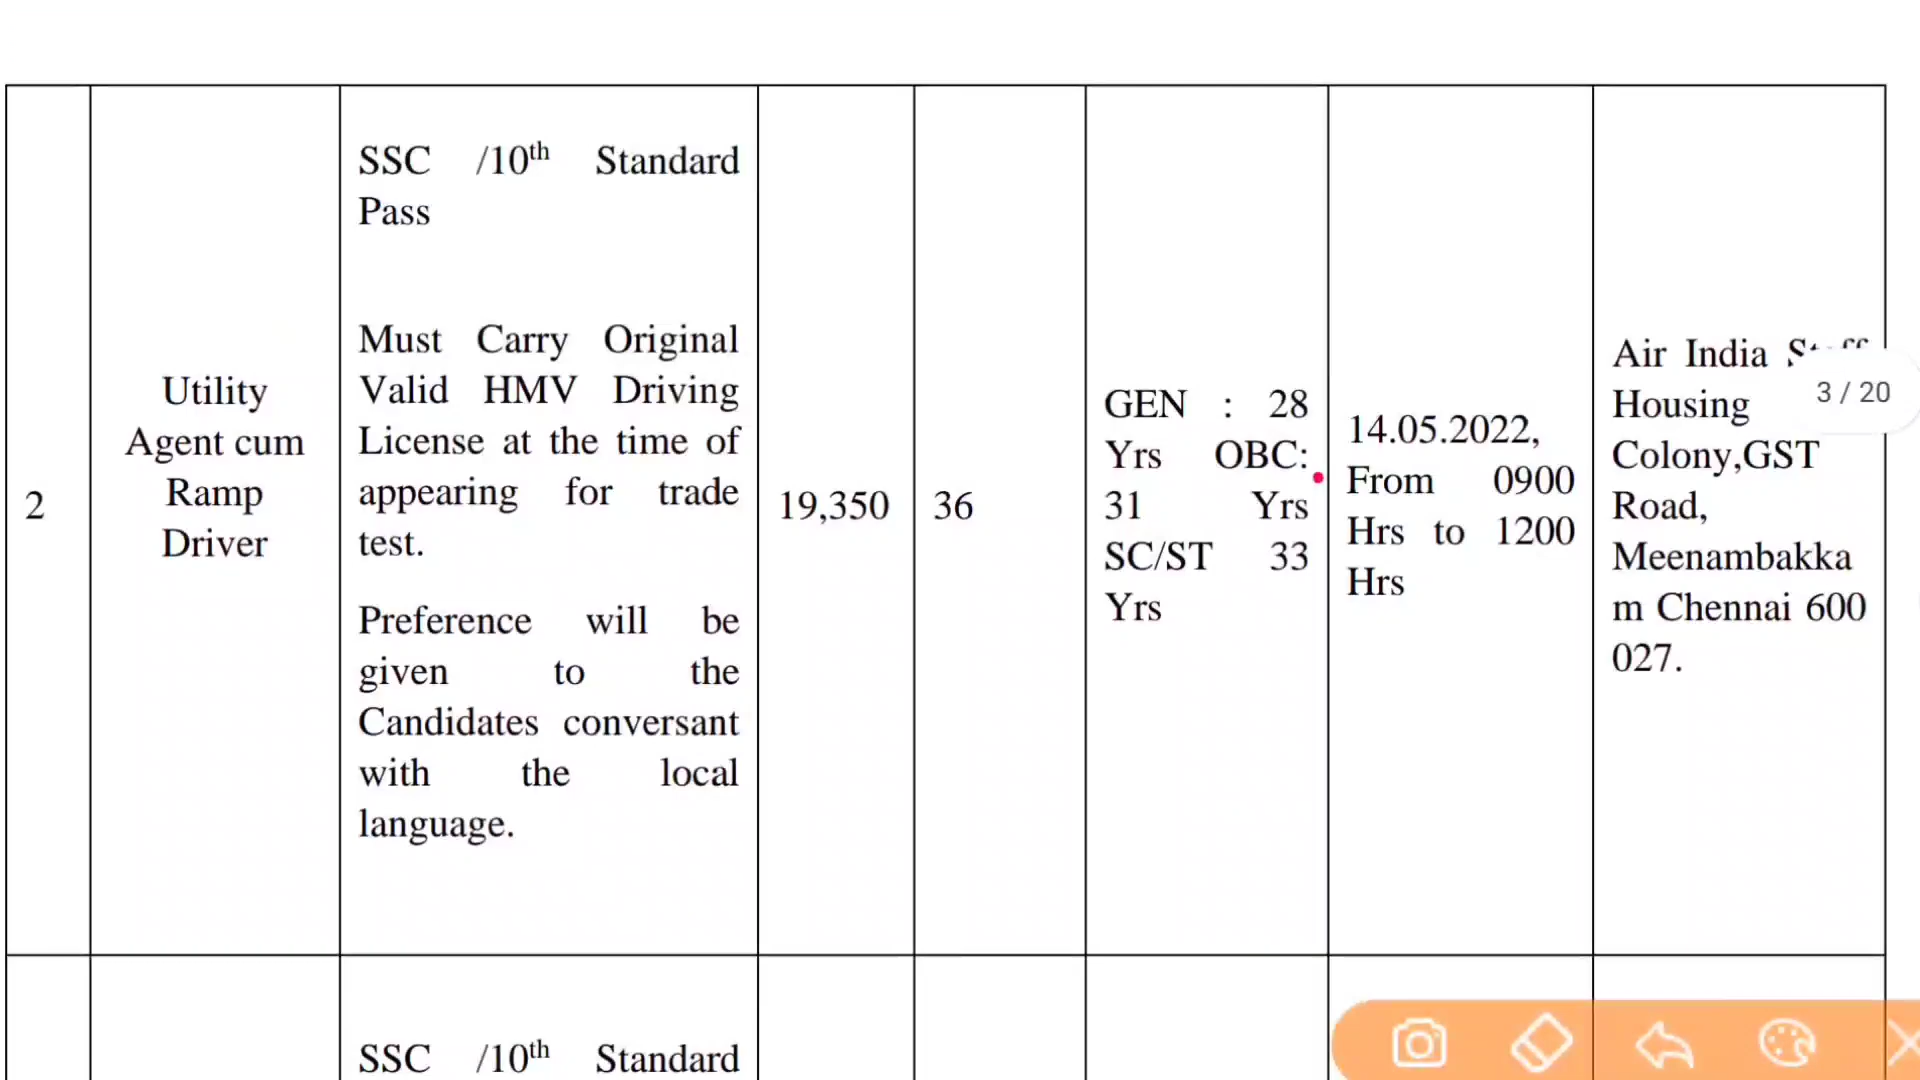 2
Utility
Agent cum
Ramp
Driver
SSC /10th Standard
Pass
Must Carry Original
Valid HMV Driving
License at the time of
appearing for trade
test.
Preference will be
given to the
Candidates conversant
with the local
language.
19,350
36
GEN : 28
Yrs OBC:
31 Yrs
SC/ST 33
Yrs
14.05.2022,
From 0900
Hrs to 1200
Hrs
Air India
Housing
Colony,GST
Road,
Meenambakka
m Chennai 600
027.
3 / 20
SSC /10th Standard